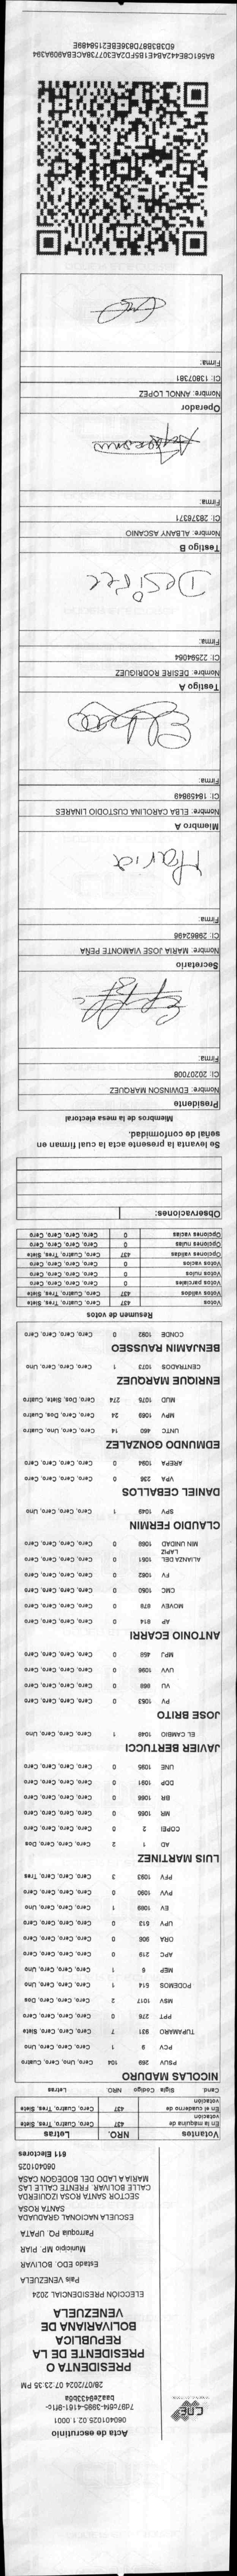 CNE
Acta de escrutinio
060401025.02.1.0001
7d97c6f4-3995-4161-9f1c-
baa2e9433b6a
28/07/2024 07:23:35 PM
PRESIDENTA O
PRESIDENTE DE LA
REPUBLICA
BOLIVARIANA DE
VENEZUELA
ELECCIÓN PRESIDENCIAL 2024
Pais VENEZUELA
Estado EDO. BOLIVAR
Municipio MP. PIAR
Parroquia PQ. UPATA
ESCUELA NACIONAL GRADUADA
SANTA ROSA
SECTOR SANTA ROSA IZQUIERDA
CALLE BOLIVAR. FRENTE CALLE LAS
MARIA A LADO DEL BODEGON CASA
060401025
611 Electores
Votantes NRO. Letras
En la máquina de votación 437 Cero, Cuatro, Tres, Siete
En el cuaderno de votación 437 Cero, Cuatro, Tres, Siete
Cand. Sigla Código NRO. Letras
NICOLAS MADURO
PSUV 269 104 Cero, Uno, Cero, Cuatro
PCV 9 1 Cero, Cero, Cero, Uno
TUPAMARO 931 7 Cero, Cero, Cero, Siete
PPT 276 0 Cero, Cero, Cero, Cero
MSV 1017 2 Cero, Cero, Cero, Dos
PODEMOS 514 1 Cero, Cero, Cero, Uno
MEP 6 1 Cero, Cero, Cero, Uno
APC 219 0 Cero, Cero, Cero, Cero
ORA 908 0 Cero, Cero, Cero, Cero
UPV 513 0 Cero, Cero, Cero, Cero
EV 1089 1 Cero, Cero, Cero, Uno
PVV 1090 0 Cero, Cero, Cero, Cero
PFV 1093 3 Cero, Cero, Cero, Tres
LUIS MARTINEZ
AD 1 2 Cero, Cero, Cero, Dos
COPEI 2 0 Cero, Cero, Cero, Cero
MR 1065 0 Cero, Cero, Cero, Cero
BR 1066 0 Cero, Cero, Cero, Cero
DDP 1091 0 Cero, Cero, Cero, Cero
UNE 1095 0 Cero, Cero, Cero, Cero
JAVIER BERTUCCI
EL CAMBIO 1048 1 Cero, Cero, Cero, Uno
JOSE BRITO
PV 1053 0 Cero, Cero, Cero, Cero
VU 868 0 Cero, Cero, Cero, Cero
UVV 1096 0 Cero, Cero, Cero, Cero
MPJ 458 0 Cero, Cero, Cero, Cero
ANTONIO ECARRI
AP 814 0 Cero, Cero, Cero, Cero
MOVEV 879 0 Cero, Cero, Cero, Cero
CMC 1050 0 Cero, Cero, Cero, Cero
FV 1062 0 Cero, Cero, Cero, Cero
ALIANZA DEL LAPIZ 1051 0 Cero, Cero, Cero, Cero
MIN UNIDAD 1068 0 Cero, Cero, Cero, Cero
CLAUDIO FERMIN
SPV 1049 1 Cero, Cero, Cero, Uno
DANIEL CEBALLOS
VPA 236 0 Cero, Cero, Cero, Cero
AREPA 1094 0 Cero, Cero, Cero, Cero
EDMUNDO GONZALEZ
UNTC 460 14 Cero, Cero, Uno, Cuatro
MPV 1069 24 Cero, Cero, Dos, Cuatro
MUD 1075 274 Cero, Dos, Siete, Cuatro
ENRIQUE MARQUEZ
CENTRADOS 1073 1 Cero, Cero, Cero, Uno
BENJAMIN RAUSSEO
CONDE 1092 0 Cero, Cero, Cero, Cero
Resumen de votos
Votos 437 Cero, Cuatro, Tres, Siete
Votos validos 437 Cero, Cuatro, Tres, Siete
Votos parciales 0 Cero, Cero, Cero, Cero
Votos nulos 0 Cero, Cero, Cero, Cero
Votos vacios 0 Cero, Cero, Cero, Cero
Opciones validas 437 Cero, Cuatro, Tres, Siete
Opciones nulas 0 Cero, Cero, Cero, Cero
Opciones vacias 0 Cero, Cero, Cero, Cero
Observaciones:
Se levanta la presente acta la cual firman en
señal de conformidad.
Miembros de la mesa electoral
Presidente
Nombre: EDWINSON MARQUEZ
CI: 20207008
Firma:
Secretario
Nombre: MARIA JOSE VIAMONTE PEÑA
CI: 29862496
Firma:
Maria
Miembro A
Nombre: ELBA CAROLINA CUSTODIO LINARES
CI: 18459849
Firma:
Testigo A
Nombre: DESIRE RODRIGUEZ
CI: 22594064
Firma:
Desiree
Testigo B
Nombre: ALBANY ASCANIO
CI: 28376371
Firma:
Operador
Nombre: ANNOL LOPEZ
CI: 13807381
Firma:
8A561C8E442AB4E1B5FD2AE307738ACEBA909A394
6D3B3B87D836EBE2158489E